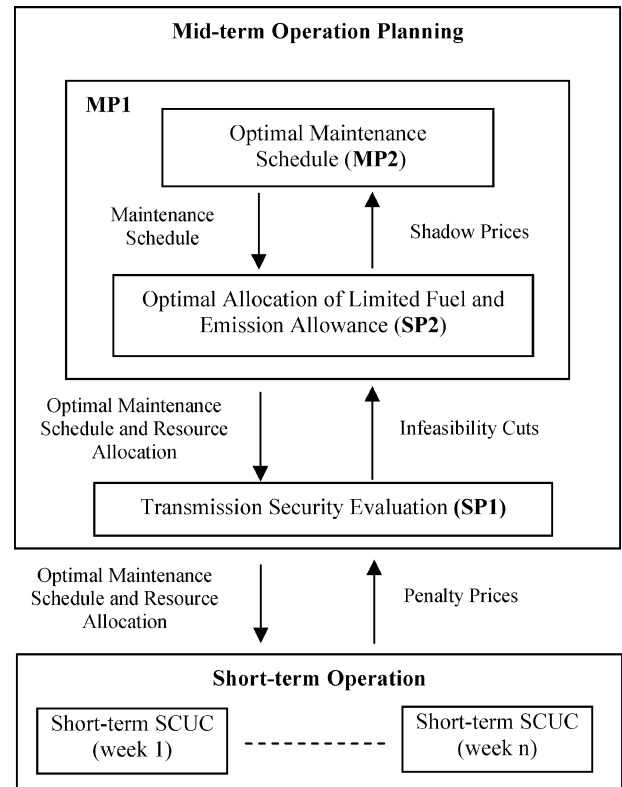 Mid-term Operation Planning
MP1
Optimal Maintenance
Schedule (MP2)
Maintenance
Schedule
Shadow Prices
Optimal Allocation of Limited Fuel and
Emission Allowance (SP2)
Optimal Maintenance
Schedule and Resource
Allocation
Infeasibility Cuts
Transmission Security Evaluation (SP1)
Optimal Maintenance
Schedule and Resource
Allocation
Penalty Prices
Short-term Operation
Short-term SCUC
(week 1)
Short-term SCUC
(week n)